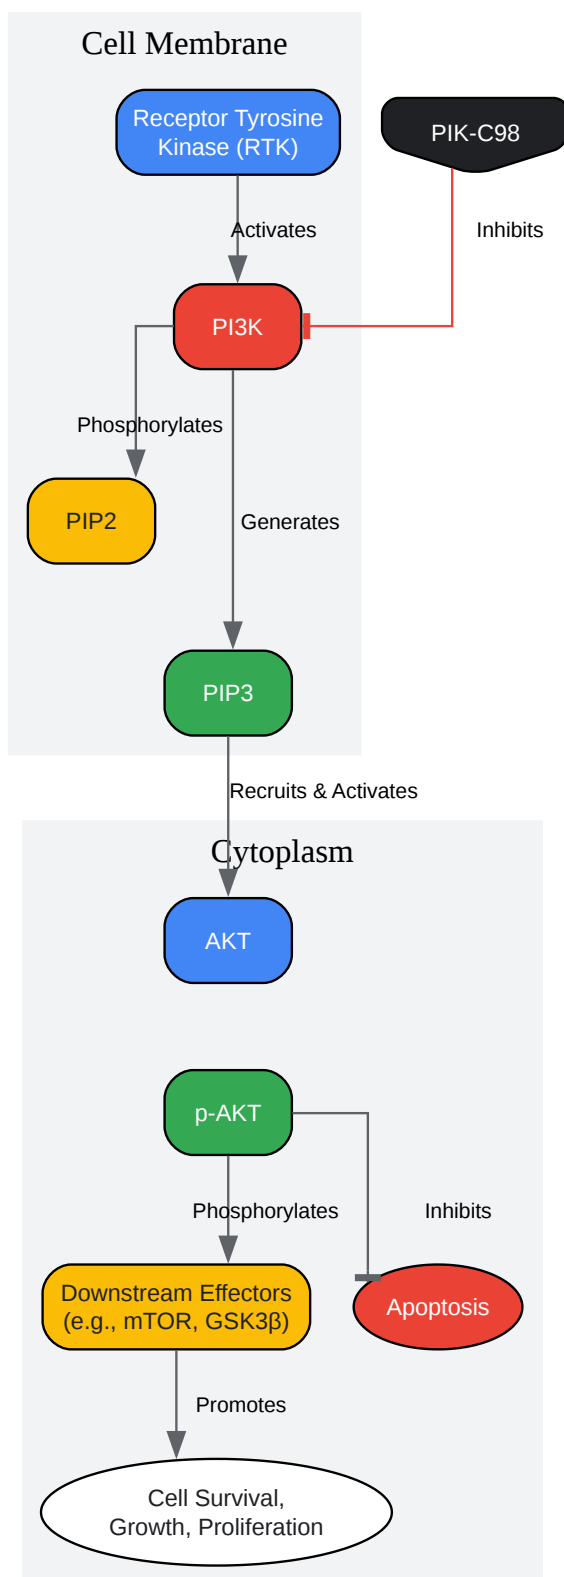 Cell Membrane
Receptor Tyrosine
Kinase (RTK)
PIK-C98
Activates
Inhibits
PI3K
Phosphorylates
PIP2
Generates
PIP3
Recruits & Activates
Cytoplasm
AKT
p-AKT
Phosphorylates
Inhibits
Downstream Effectors
(e.g., mTOR, GSK3β)
Apoptosis
Promotes
Cell Survival,
Growth, Proliferation